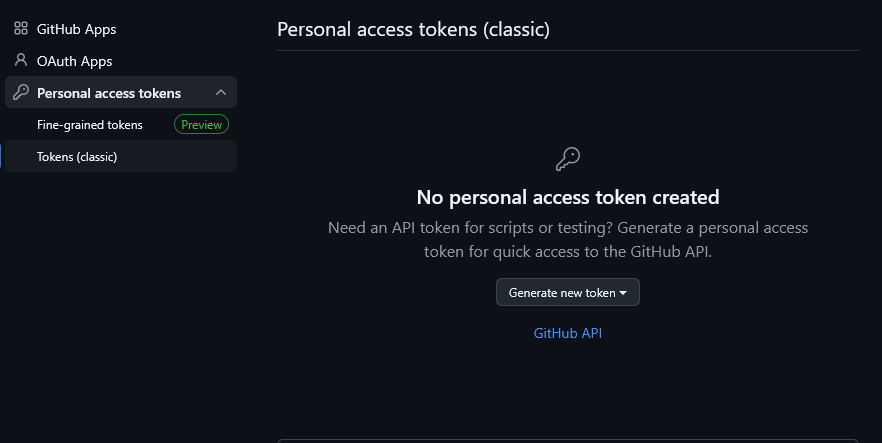 GitHub Apps
OAuth Apps
Personal access tokens
Fine-grained tokens Preview
Tokens (classic)
Personal access tokens (classic)
No personal access token created
Need an API token for scripts or testing? Generate a personal access
token for quick access to the GitHub API.
Generate new token
GitHub API